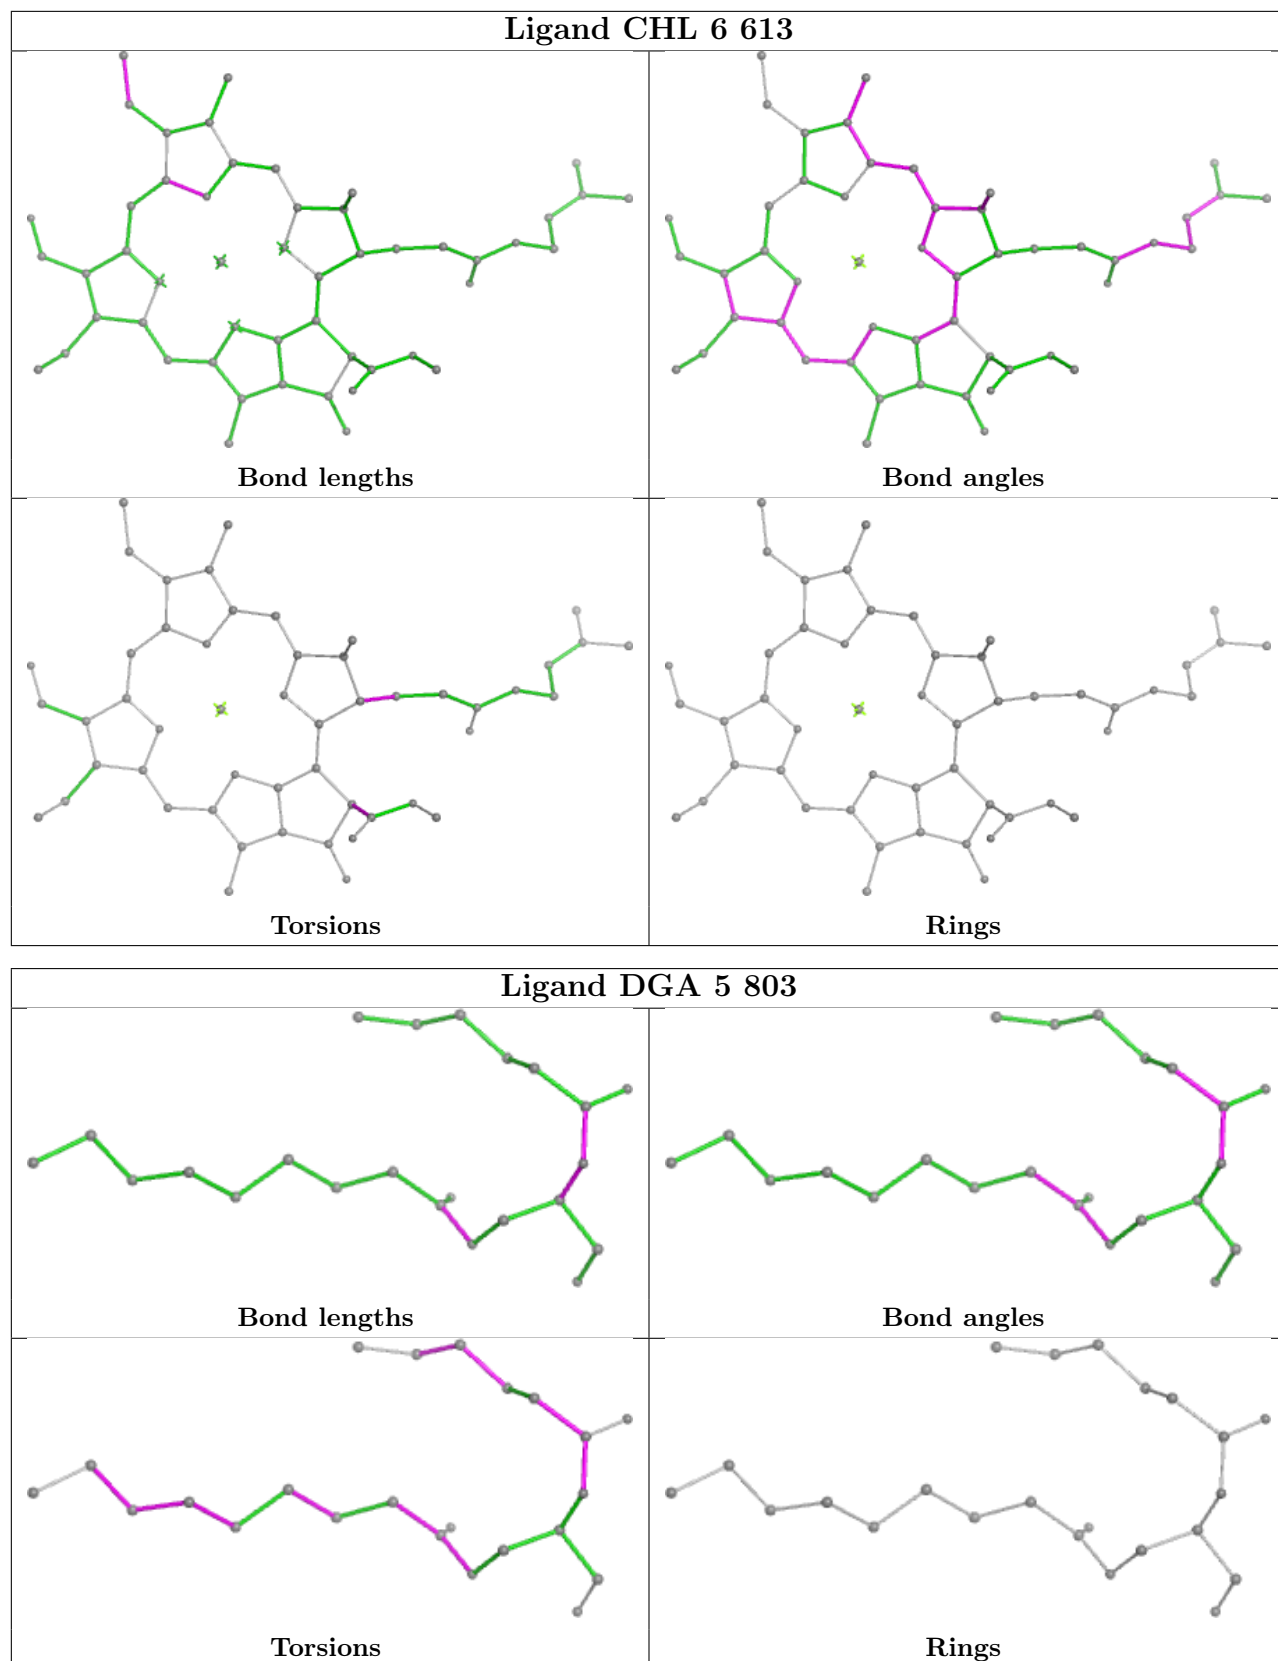 Ligand CHL 6 613
Bond lengths
Bond angles
Torsions
Rings
Ligand DGA 5 803
Bond lengths
Bond angles
Torsions
Rings